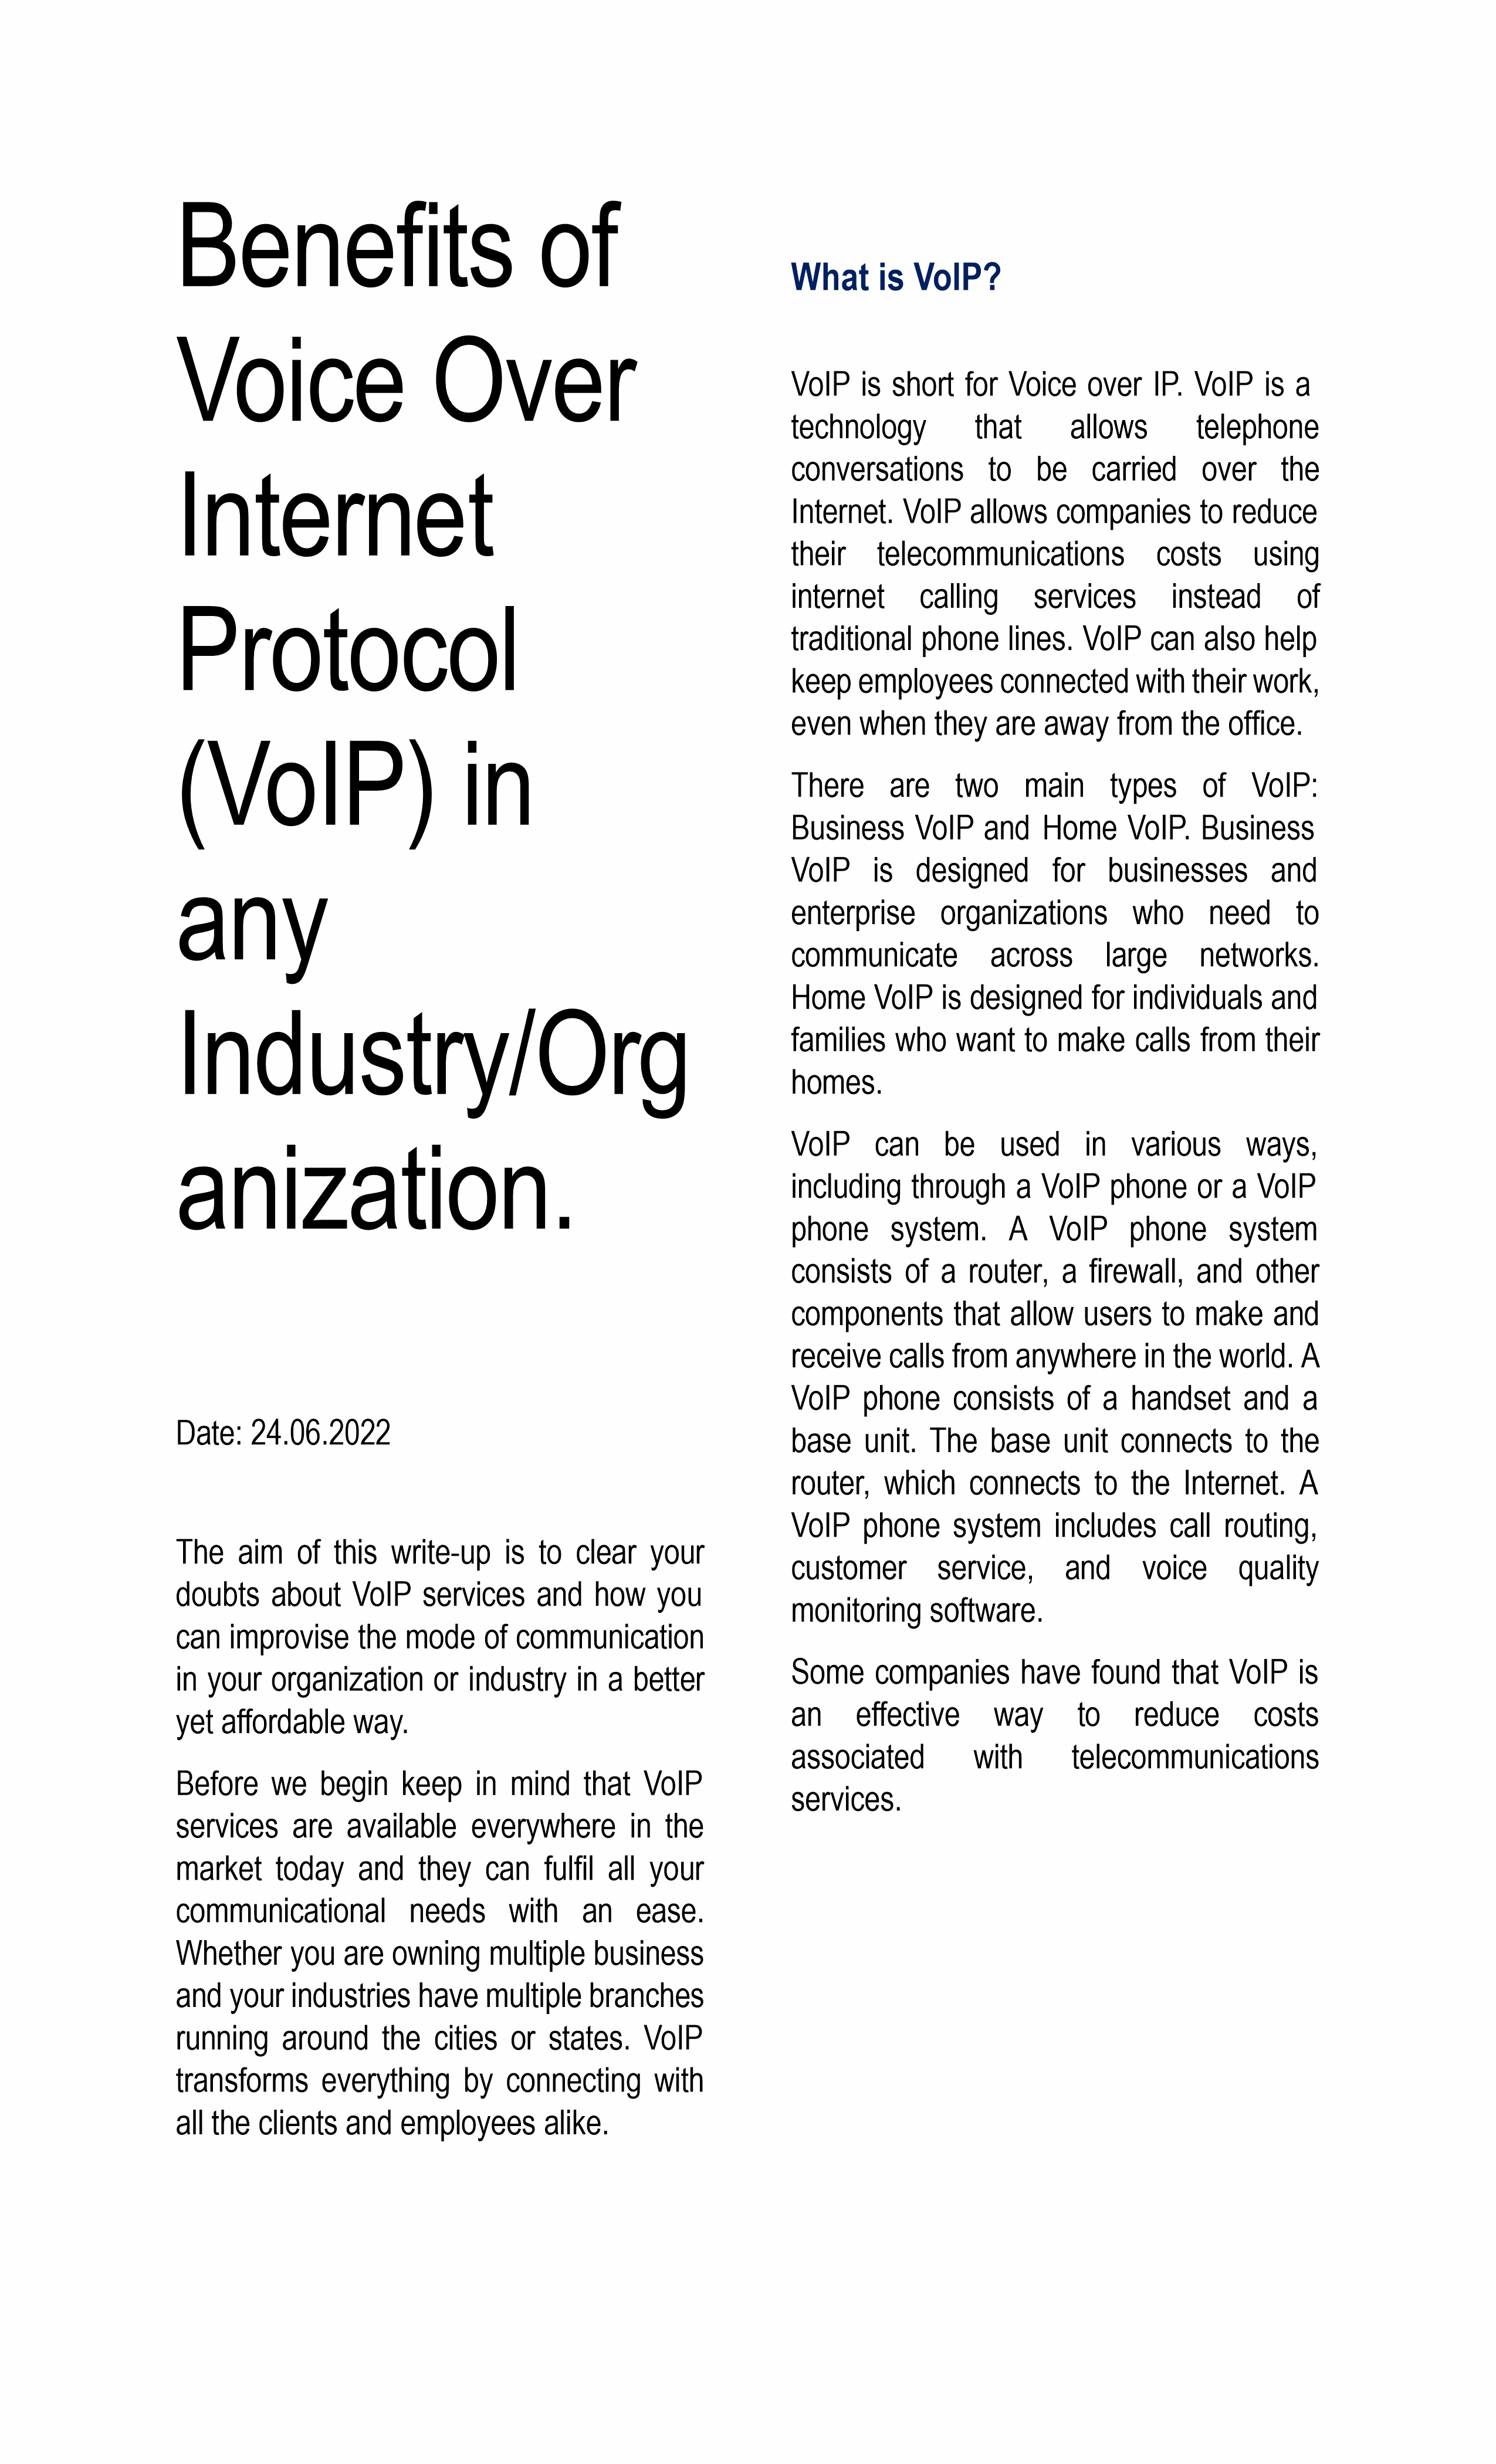 Benefits of
Voice Over
Internet
Protocol
(VoIP) in
any
Industry/Org
anization.
Date: 24.06.2022
The aim of this write-up is to clear your
doubts about VoIP services and how you
can improvise the mode of communication
in your organization or industry in a better
yet affordable way.
Before we begin keep in mind that VoIP
services are available everywhere in the
market today and they can fulfil all your
communicational needs with an ease.
Whether you are owning multiple business
and your industries have multiple branches
running around the cities or states. VoIP
transforms everything by connecting with
all the clients and employees alike.
What is VoIP?
VoIP is short for Voice over IP. VoIP is a
technology that allows telephone
conversations to be carried over the
Internet. VoIP allows companies to reduce
their telecommunications costs using
internet calling services instead of
traditional phone lines. VoIP can also help
keep employees connected with their work,
even when they are away from the office.
There are two main types of VoIP:
Business VoIP and Home VoIP. Business
VoIP is designed for businesses and
enterprise organizations who need to
communicate across large networks.
Home VoIP is designed for individuals and
families who want to make calls from their
homes.
VoIP can be used in various ways,
including through a VoIP phone or a VoIP
phone system. A VoIP phone system
consists of a router, a firewall, and other
components that allow users to make and
receive calls from anywhere in the world. A
VoIP phone consists of a handset and a
base unit. The base unit connects to the
router, which connects to the Internet. A
VoIP phone system includes call routing,
customer service, and voice quality
monitoring software.
Some companies have found that VoIP is
an effective way to reduce costs
associated with telecommunications
services.